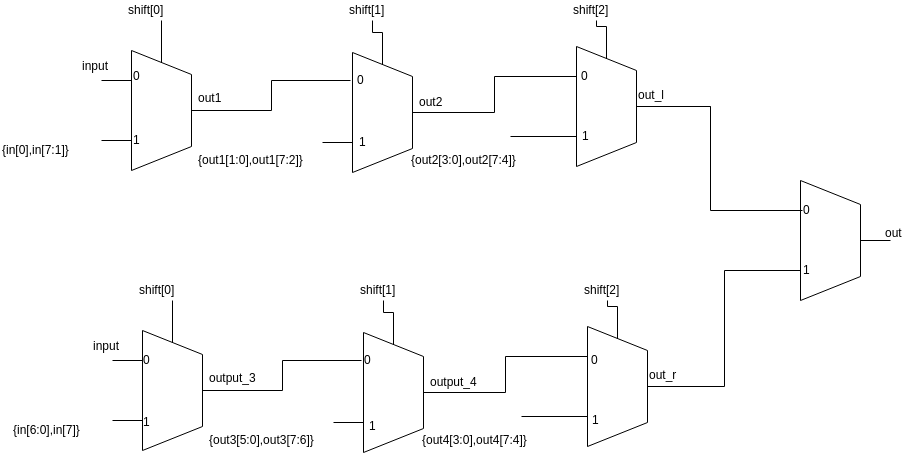 shift[0]
shift[1]
shift[2]
input
0
0
0
out1
out2
out_l
1
1
1
{in[0],in[7:1]}
{out1[1:0],out1[7:2]}
{out2[3:0],out2[7:4]}
0
out
1
shift[0]
shift[1]
shift[2]
input
0
0
0
output_3
output_4
out_r
1
1
1
{in[6:0],in[7]}
{out3[5:0],out3[7:6]}
{out4[3:0],out4[7:4]}